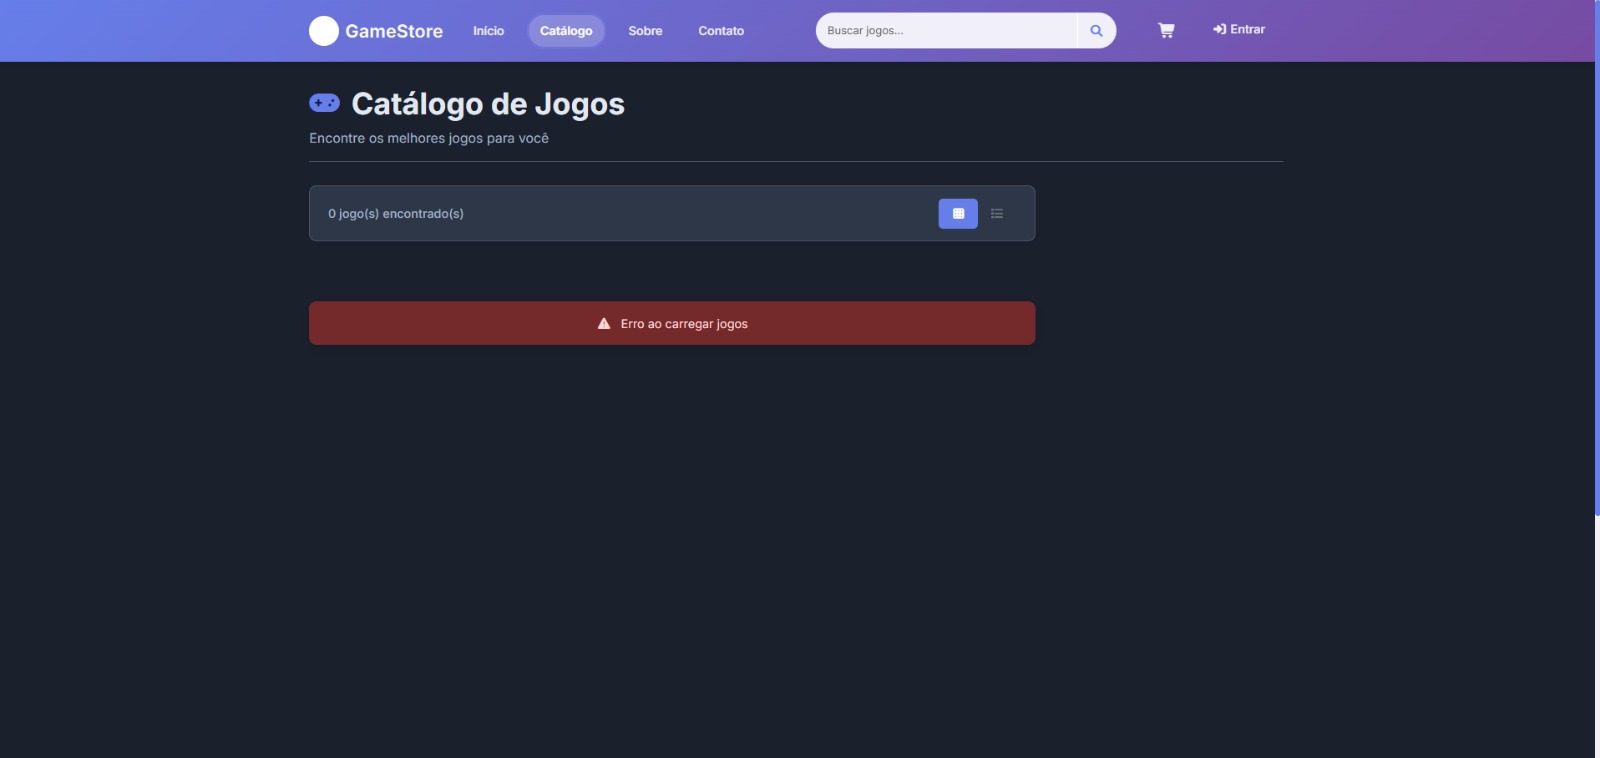 GameStore Início Catálogo Sobre Contato Buscar jogos... Entrar
Catálogo de Jogos
Encontre os melhores jogos para você
0 jogo(s) encontrado(s)
Erro ao carregar jogos